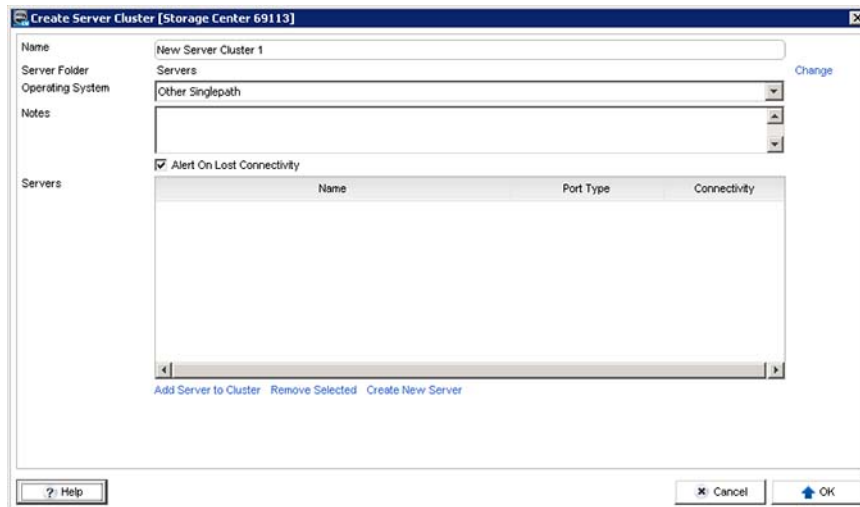 Create Server Cluster [Storage Center 69113]
Name
New Server Cluster 1
Server Folder
Servers
Change
Operating System
Other Singlepath
Notes
Alert On Lost Connectivity
Servers
Name
Port Type
Connectivity
Add Server to Cluster Remove Selected Create New Server
? Help
Cancel
OK